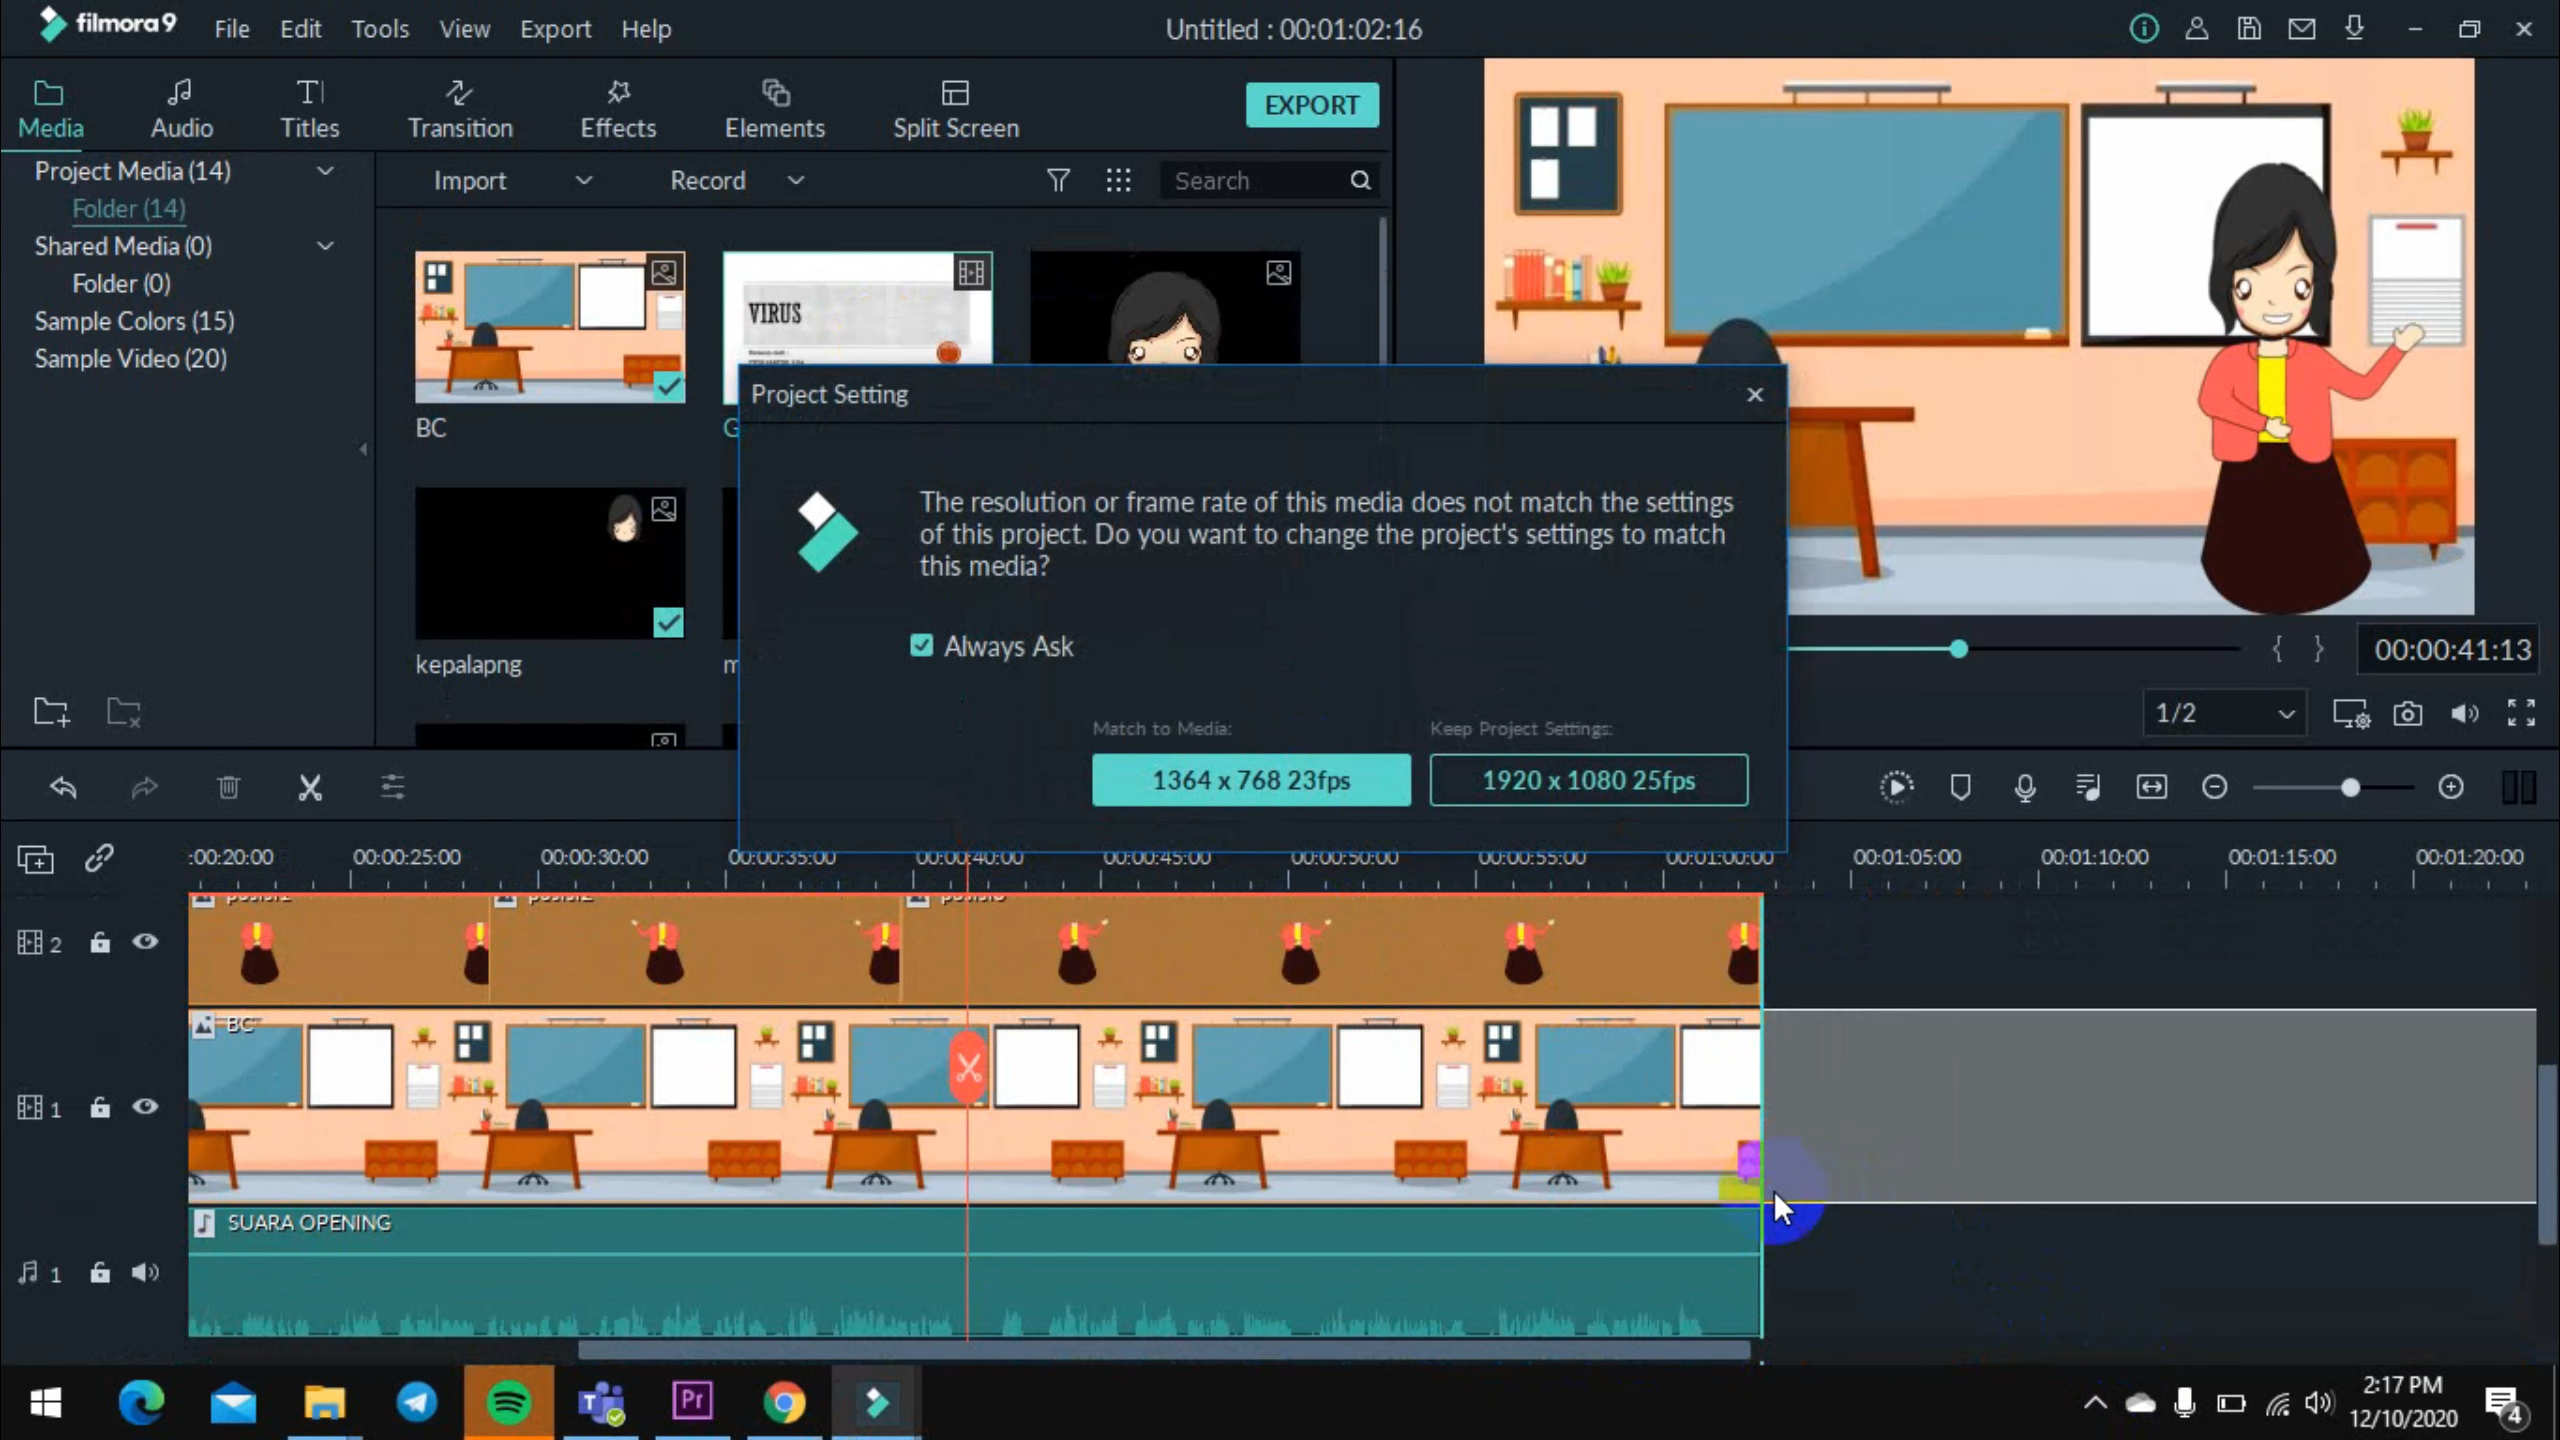 filmora9
File Edit Tools View Export Help
Untitled : 00:01:02:16
Media
Audio
Titles
Transition
Effects
Elements
Split Screen
EXPORT
Project Media (14)
Folder (14)
Shared Media (0)
Folder (0)
Sample Colors (15)
Sample Video (20)
Import
Record
Search
VIRUS
BC
G
kepalapng
Project Setting
The resolution or frame rate of this media does not match the settings
of this project. Do you want to change the project's settings to match
this media?
Always Ask
Match to Media:
Keep Project Settings:
1364 x 768 23fps
1920 x 1080 25fps
00:00:41:13
1/2
:00:20:00 00:00:25:00 00:00:30:00 00:00:35:00 00:00:40:00 00:00:45:00 00:00:50:00 00:00:55:00 00:01:00:00 00:01:05:00 00:01:10:00 00:01:15:00 00:01:20:00
2
BC
1
SUARA OPENING
1
Pr
2:17 PM
12/10/2020
4